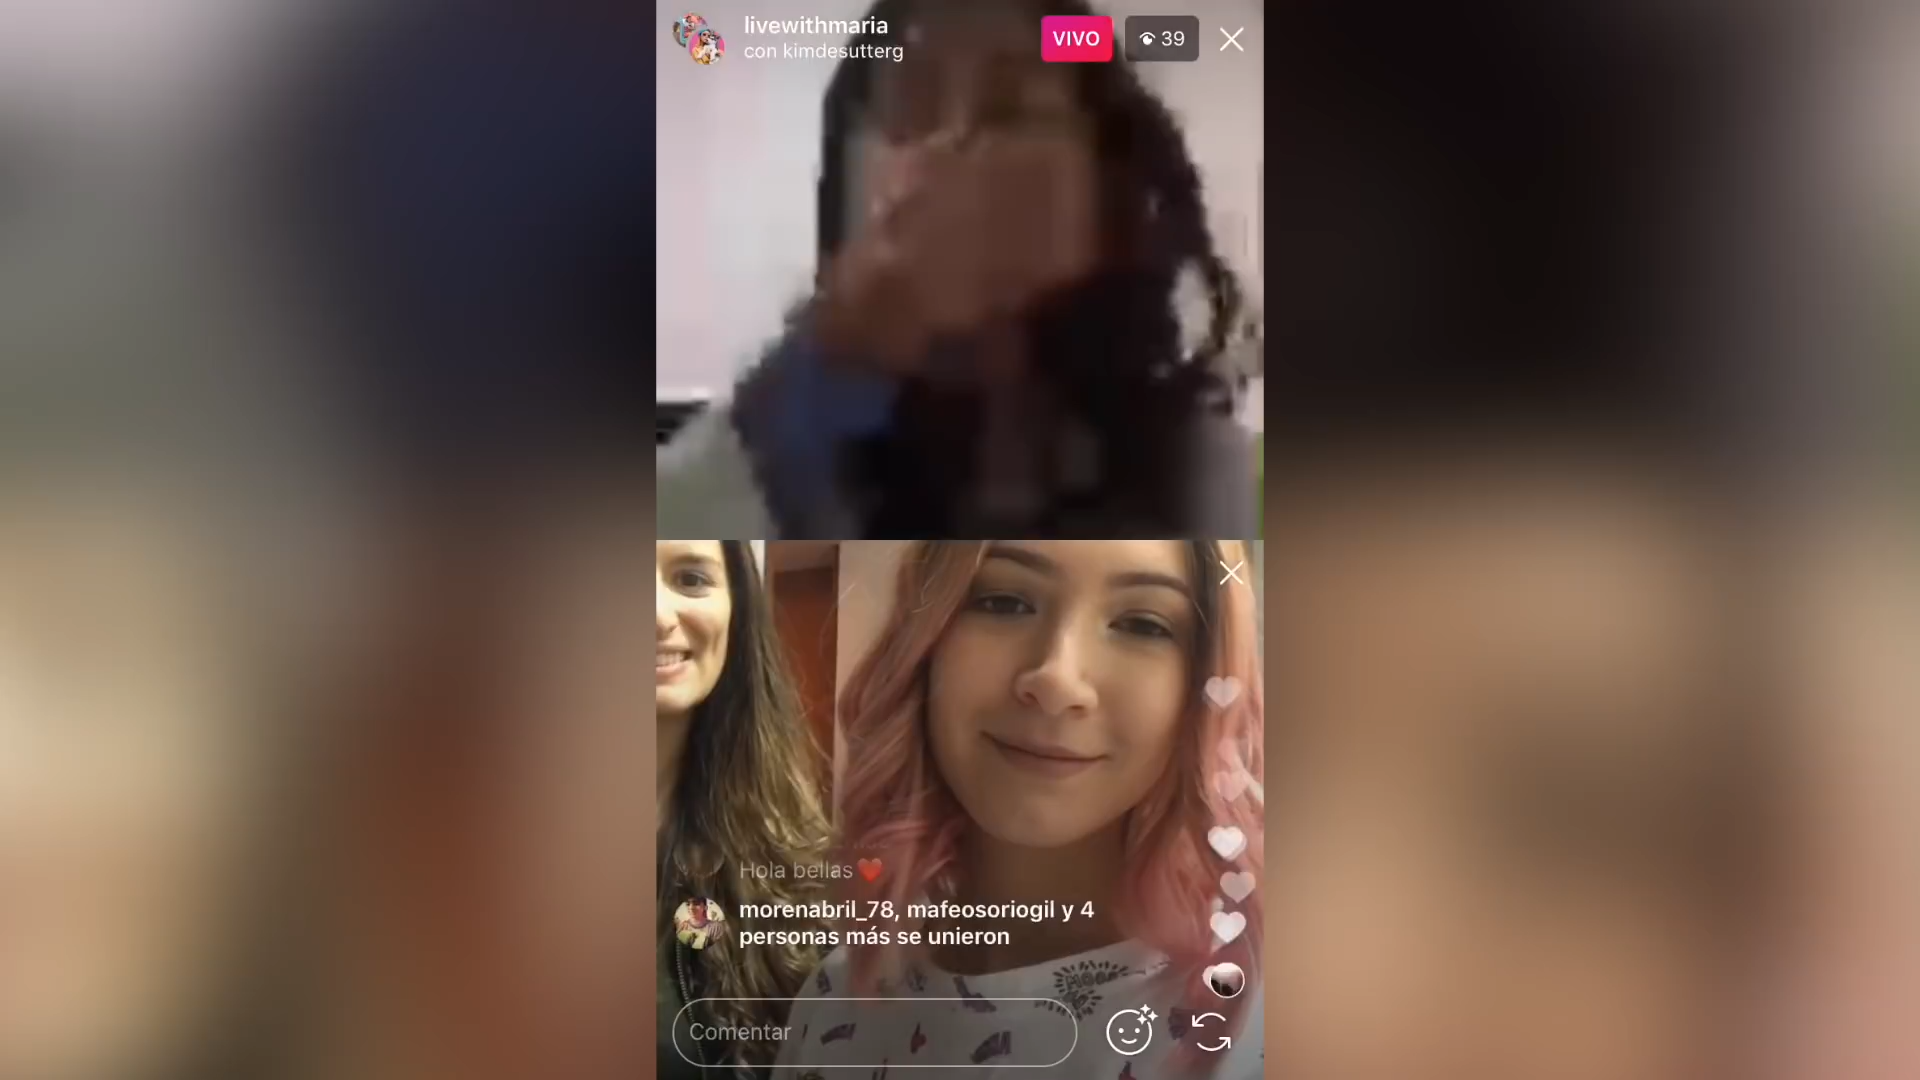 livewithmaria
con kimdesutterg
VIVO
39
Hola bellas❤️
morenabril_78, mafeosoriogil y 4
personas más se unieron
Comentar